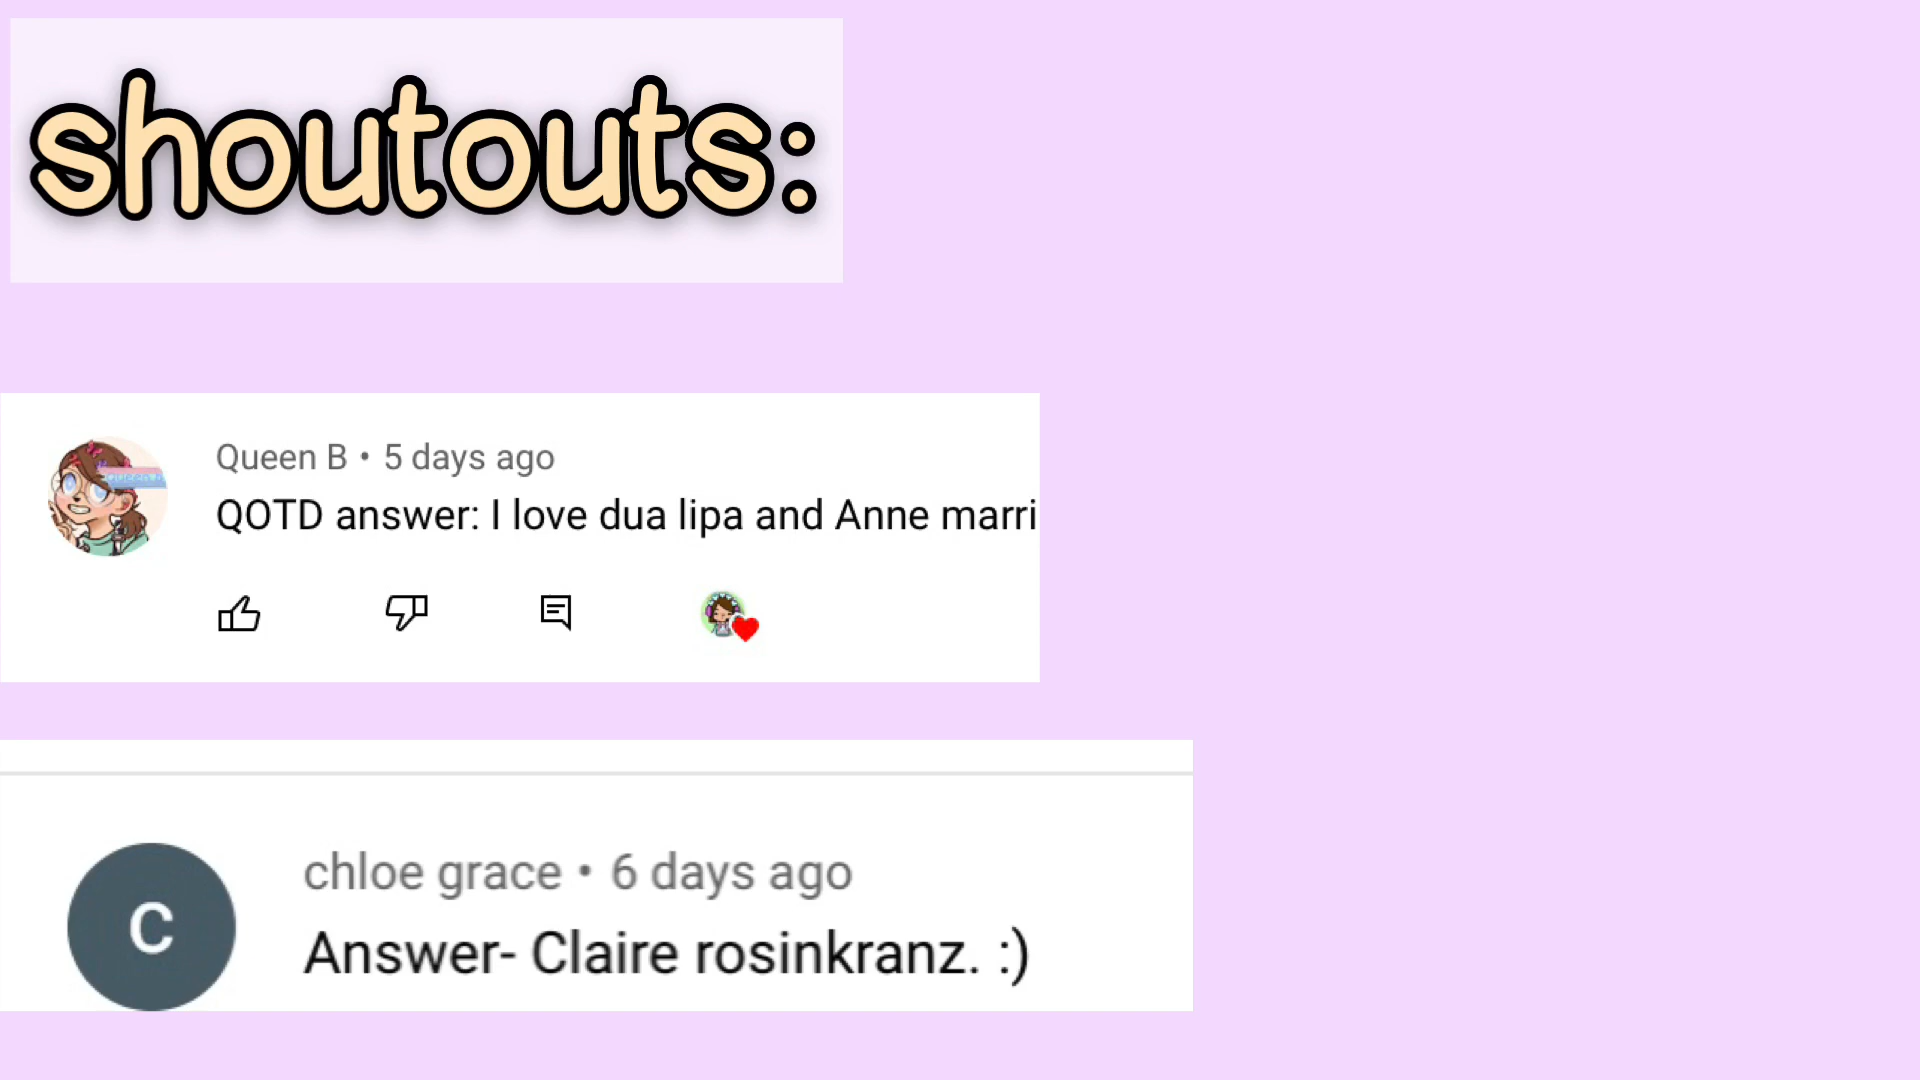 shoutouts:
Queen B • 5 days ago
QOTD answer: I love dua lipa and Anne marri
C
chloe grace • 6 days ago
Answer- Claire rosinkranz. :)